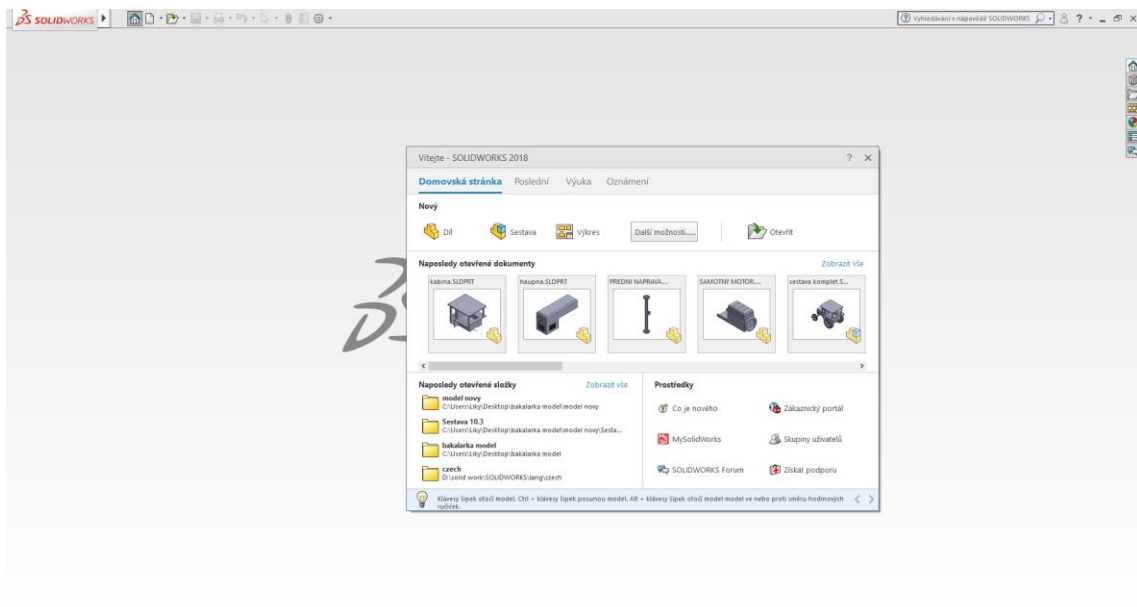 SOLIDWORKS
Vyhledávání v nápovědě SOLIDWORKS
Vítejte - SOLIDWORKS 2018
Domovská stránka Poslední Výuka Oznámení
Nový
Díl Sestava Výkres Další možnosti..... Otevřít
Naposledy otevřené dokumenty Zobrazit vše
kabina.SLDPRT haupna.SLDPRT PREDNI NAPRAVA.... SAMOTNY MOTOR.... sestava komplet.S...
Naposledy otevřené složky Zobrazit vše
model novy
C:\Users\Liky\Desktop\bakalarka model\model novy
Sestava 10.3
C:\Users\Liky\Desktop\bakalarka model\model novy\Sesta...
bakalarka model
C:\Users\Liky\Desktop\bakalarka model
czech
D:\solid work\SOLIDWORKS\lang\czech
Prostředky
Co je nového Zákaznický portál
MySolidWorks Skupiny uživatelů
SOLIDWORKS Forum Získat podporu
Klávesy šipek otočí model. Ctrl + klávesy šipek posunou model. Alt + klávesy šipek otočí model model ve nebo proti směru hodinových
ručiček.